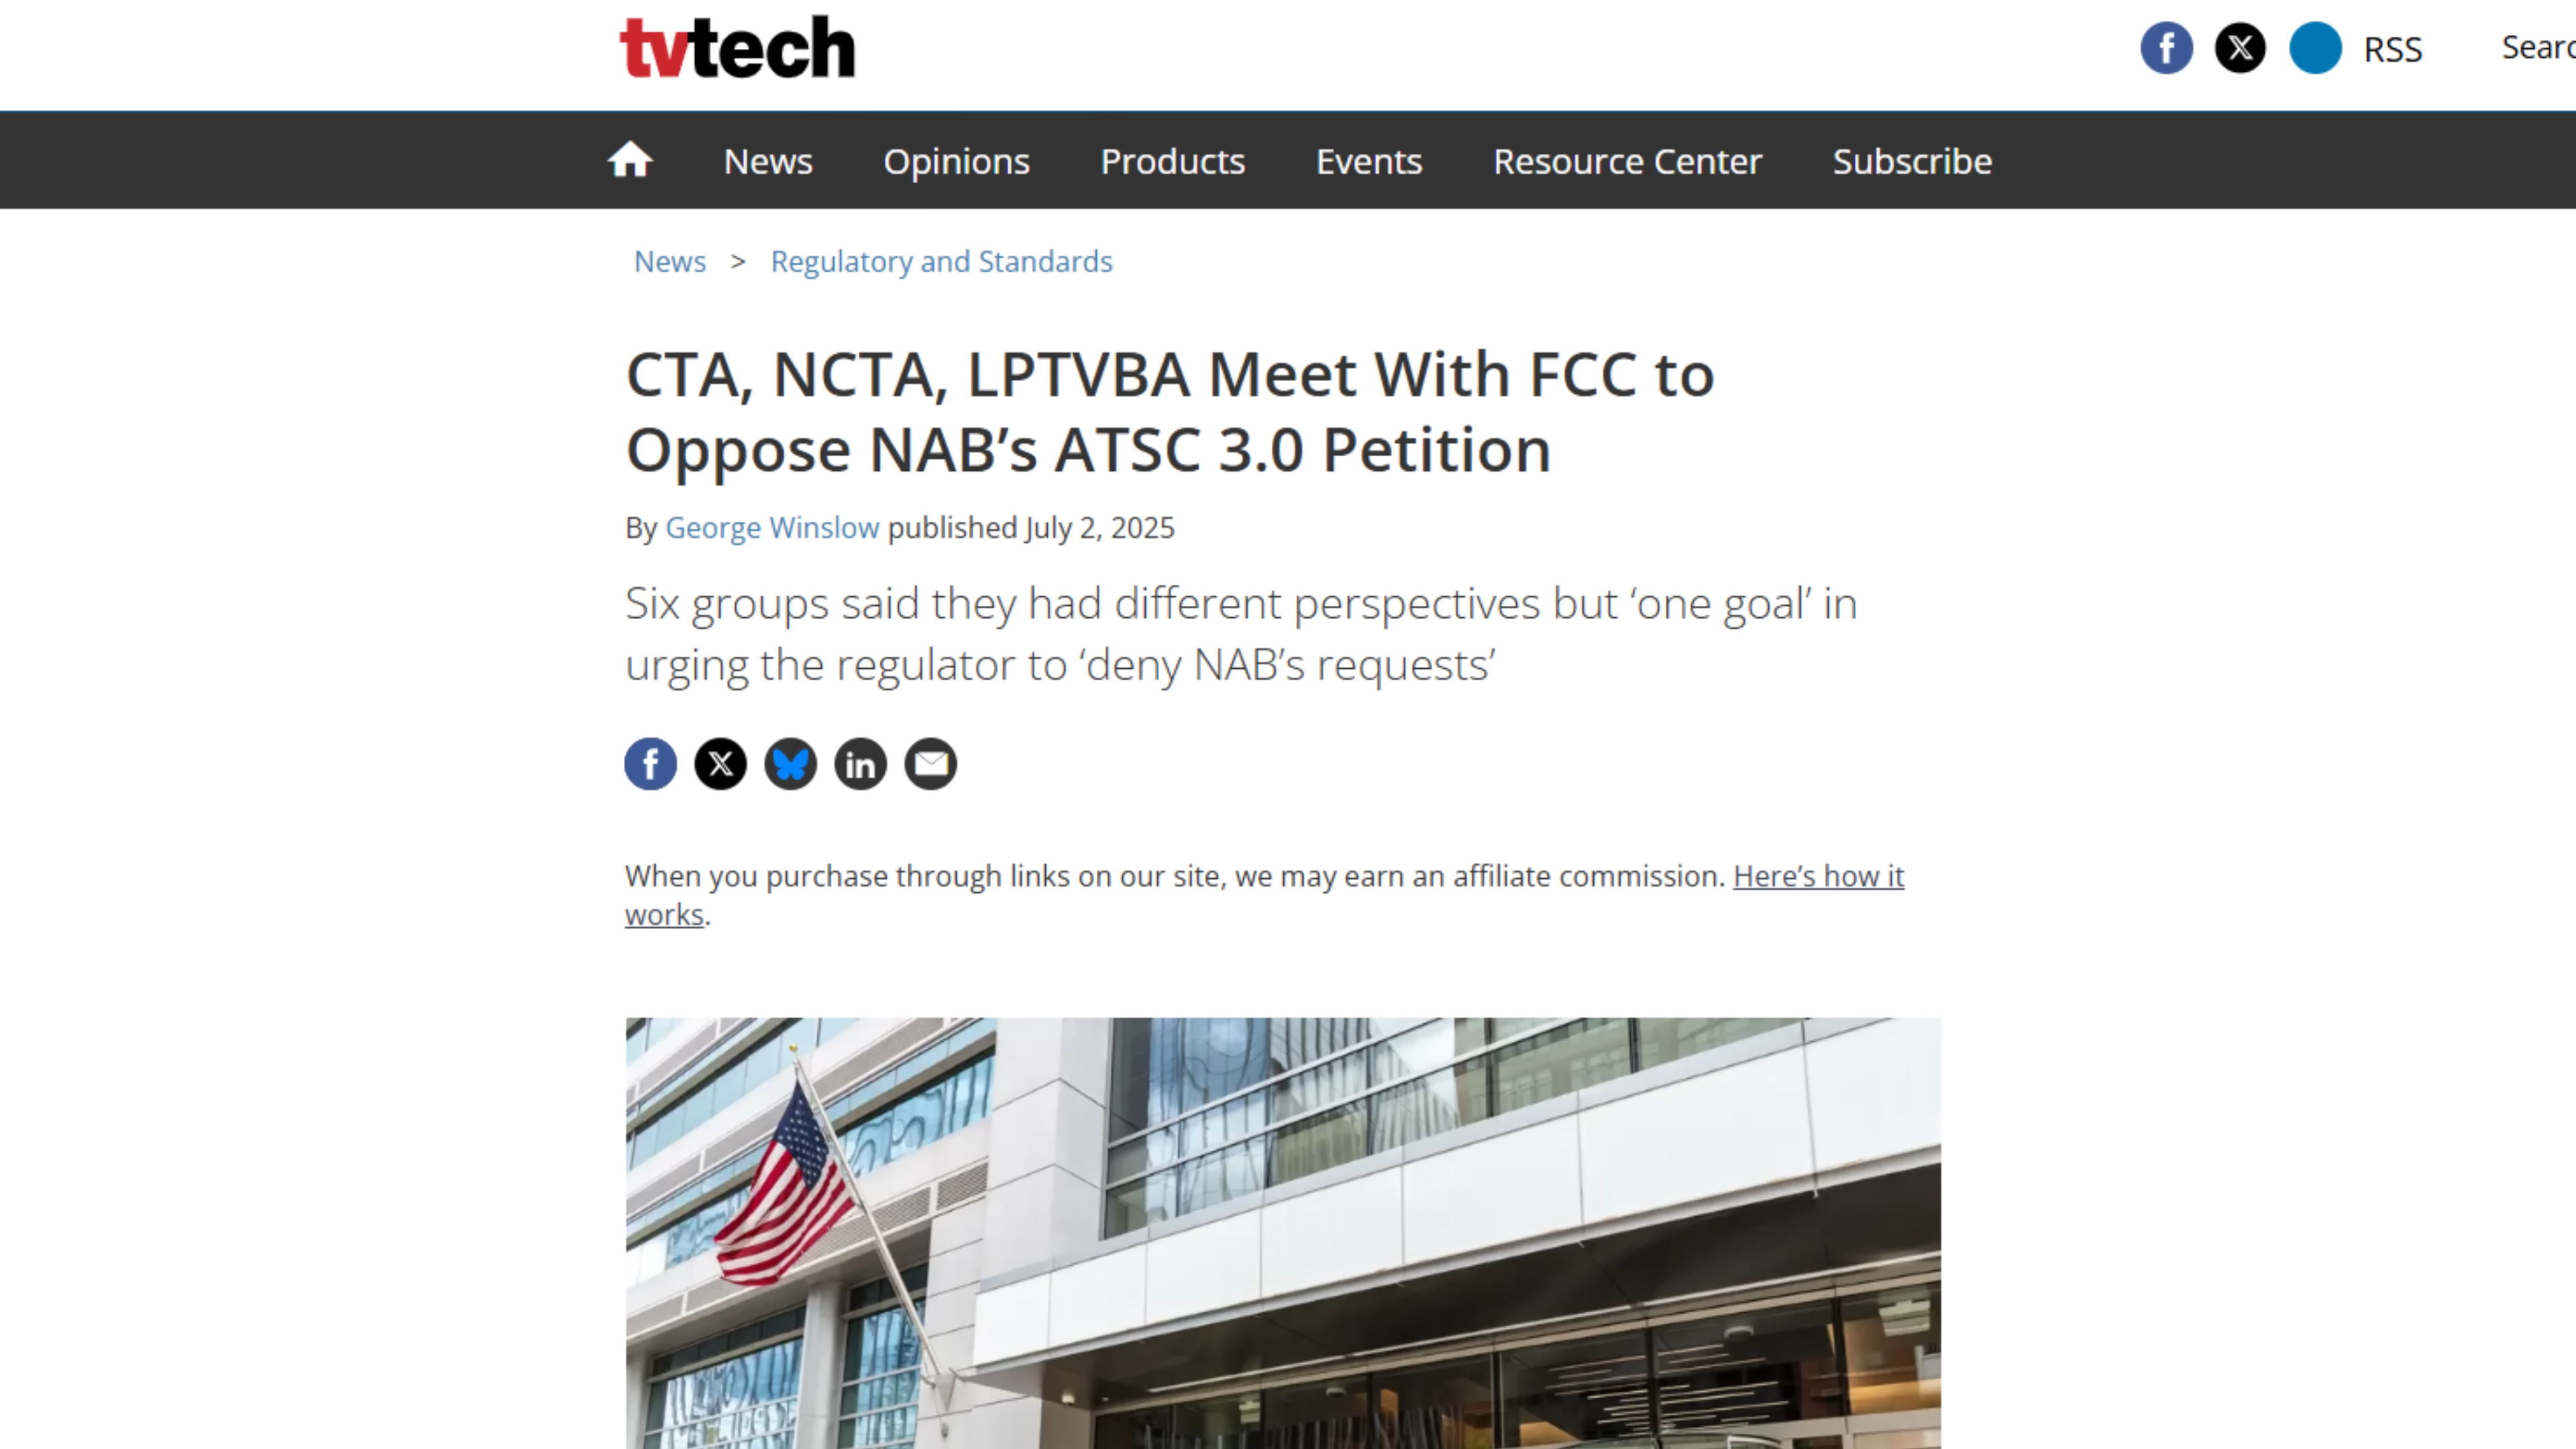 tvtech
RSS
Searc
News Opinions Products Events Resource Center Subscribe
News > Regulatory and Standards
CTA, NCTA, LPTVBA Meet With FCC to
Oppose NAB’s ATSC 3.0 Petition
By George Winslow published July 2, 2025
Six groups said they had different perspectives but ‘one goal’ in
urging the regulator to ‘deny NAB’s requests’
When you purchase through links on our site, we may earn an affiliate commission. Here’s how it
works.